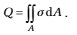 Q = ∬_A σ dA .